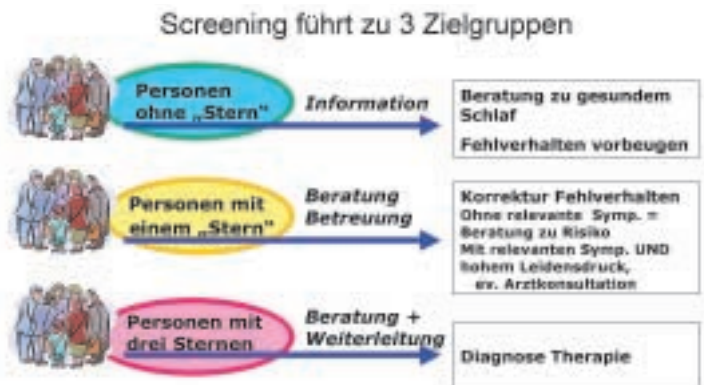 Screening führt zu 3 Zielgruppen
Personen
ohne „Stern"
Information
Beratung zu gesundem
Schlaf
Fehlverhalten vorbeugen
Personen mit
einem „Stern"
Beratung
Betreuung
Korrektur Fehlverhalten
Ohne relevante Symp. =
Beratung zu Risiko
Mit relevanten Symp. UND
hohem Leidensdruck,
ev. Arztkonsultation
Personen mit
drei Sternen
Beratung +
Weiterleitung
Diagnose Therapie